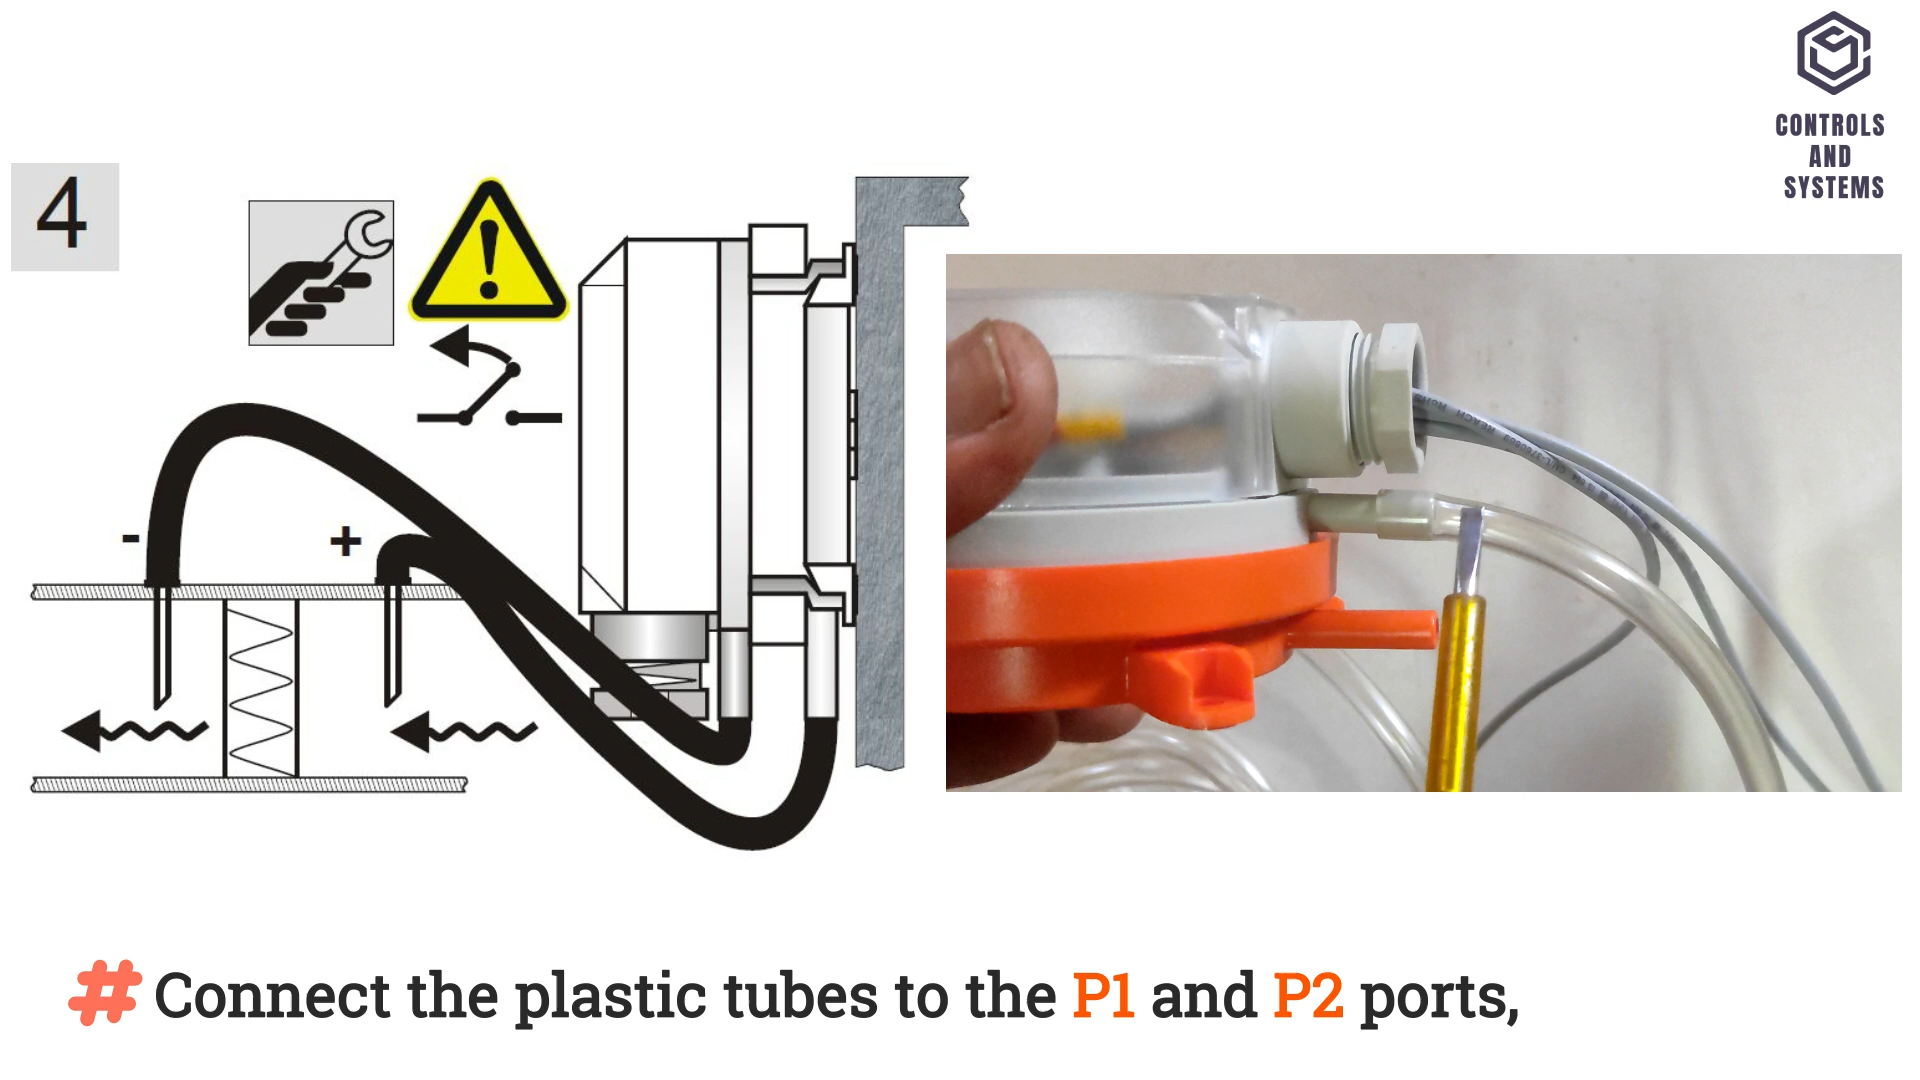 CONTROLS
AND
SYSTEMS
4
!
-
+
# Connect the plastic tubes to the P1 and P2 ports,